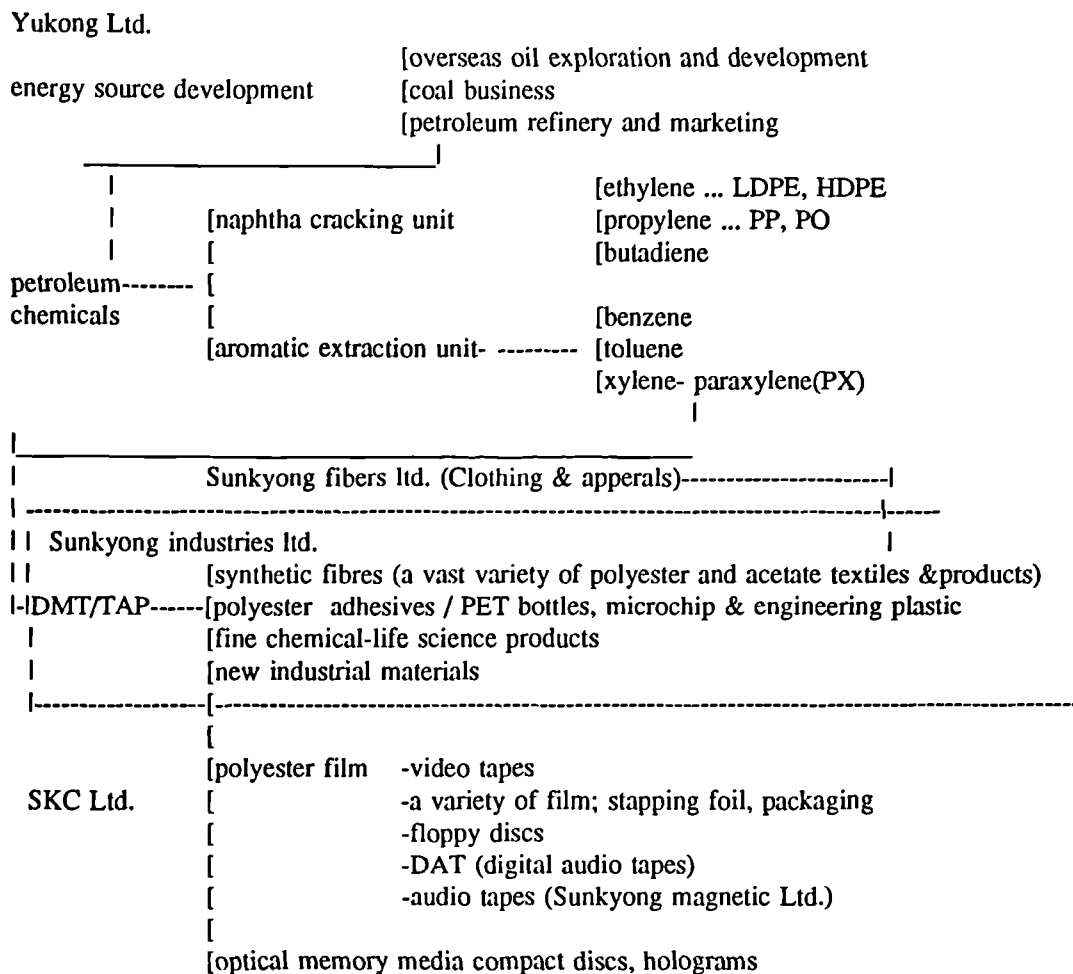 Yukong Ltd.
[overseas oil exploration and development
energy source development [coal business
[petroleum refinery and marketing
[ethylene ... LDPE, HDPE
[naphtha cracking unit [propylene ... PP, PO
[ [butadiene
petroleum-------- [
chemicals [ [benzene
[aromatic extraction unit- --------- [toluene
[xylene- paraxylene(PX)
Sunkyong fibers ltd. (Clothing & apperals)-----------------------
Sunkyong industries ltd.
[synthetic fibres (a vast variety of polyester and acetate textiles &products)
DMT/TAP------[polyester adhesives / PET bottles, microchip & engineering plastic
[fine chemical-life science products
[new industrial materials
[polyester film -video tapes
SKC Ltd. [ -a variety of film; stapping foil, packaging
[ -floppy discs
[ -DAT (digital audio tapes)
[ -audio tapes (Sunkyong magnetic Ltd.)
[
[optical memory media compact discs, holograms